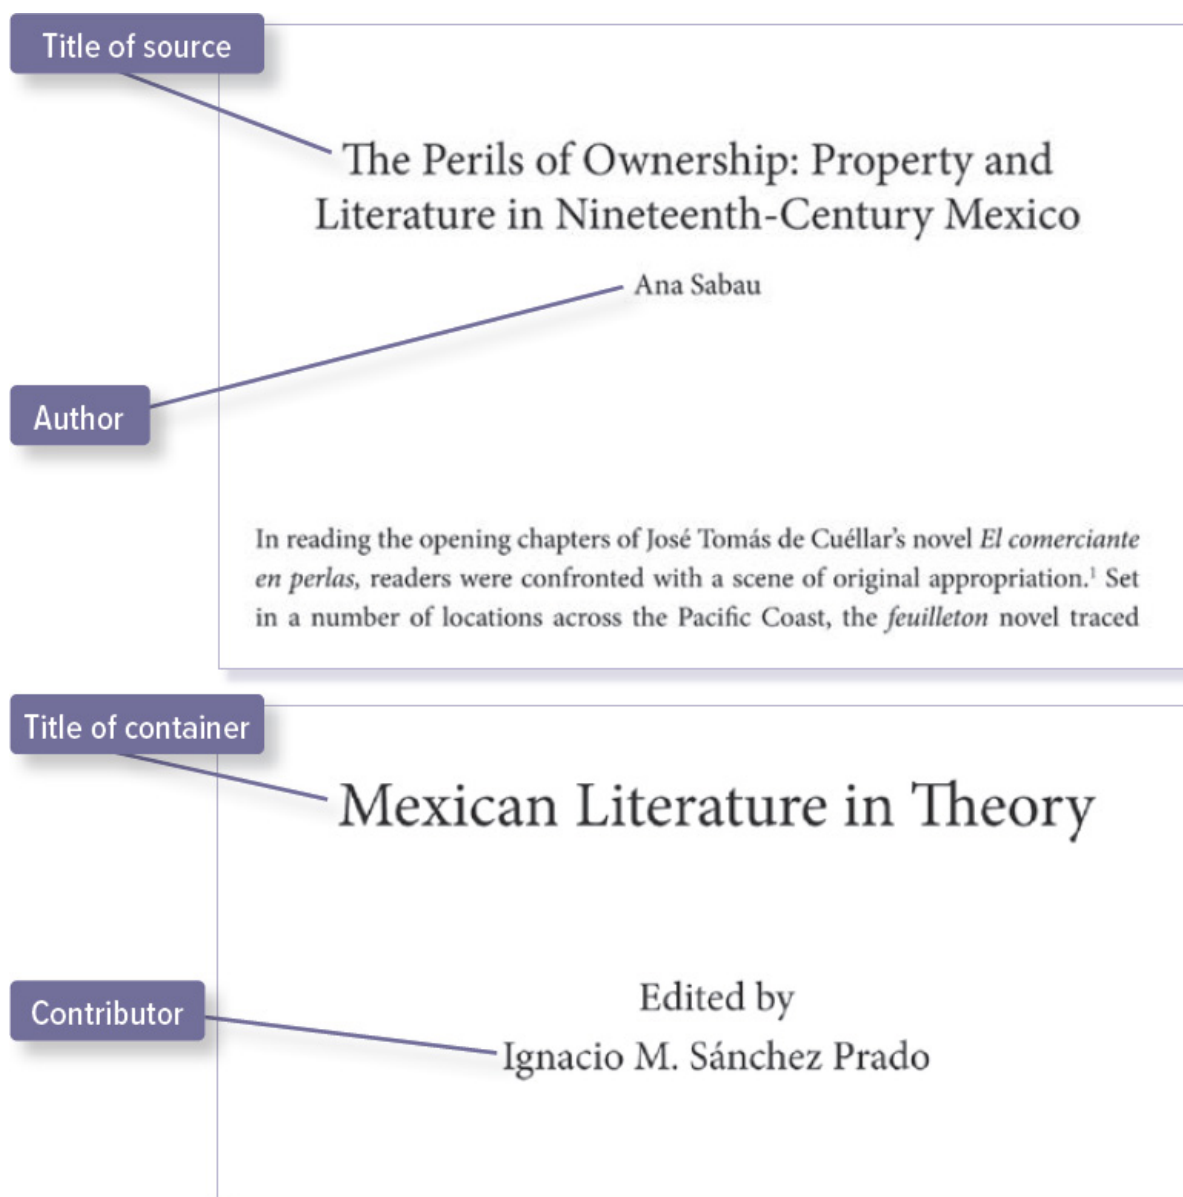 Title of source
The Perils of Ownership: Property and
Literature in Nineteenth-Century Mexico
Ana Sabau
Author
In reading the opening chapters of José Tomás de Cuéllar’s novel El comerciante
en perlas, readers were confronted with a scene of original appropriation.¹ Set
in a number of locations across the Pacific Coast, the feuilleton novel traced
Title of container
Mexican Literature in Theory
Edited by
Contributor
Ignacio M. Sánchez Prado